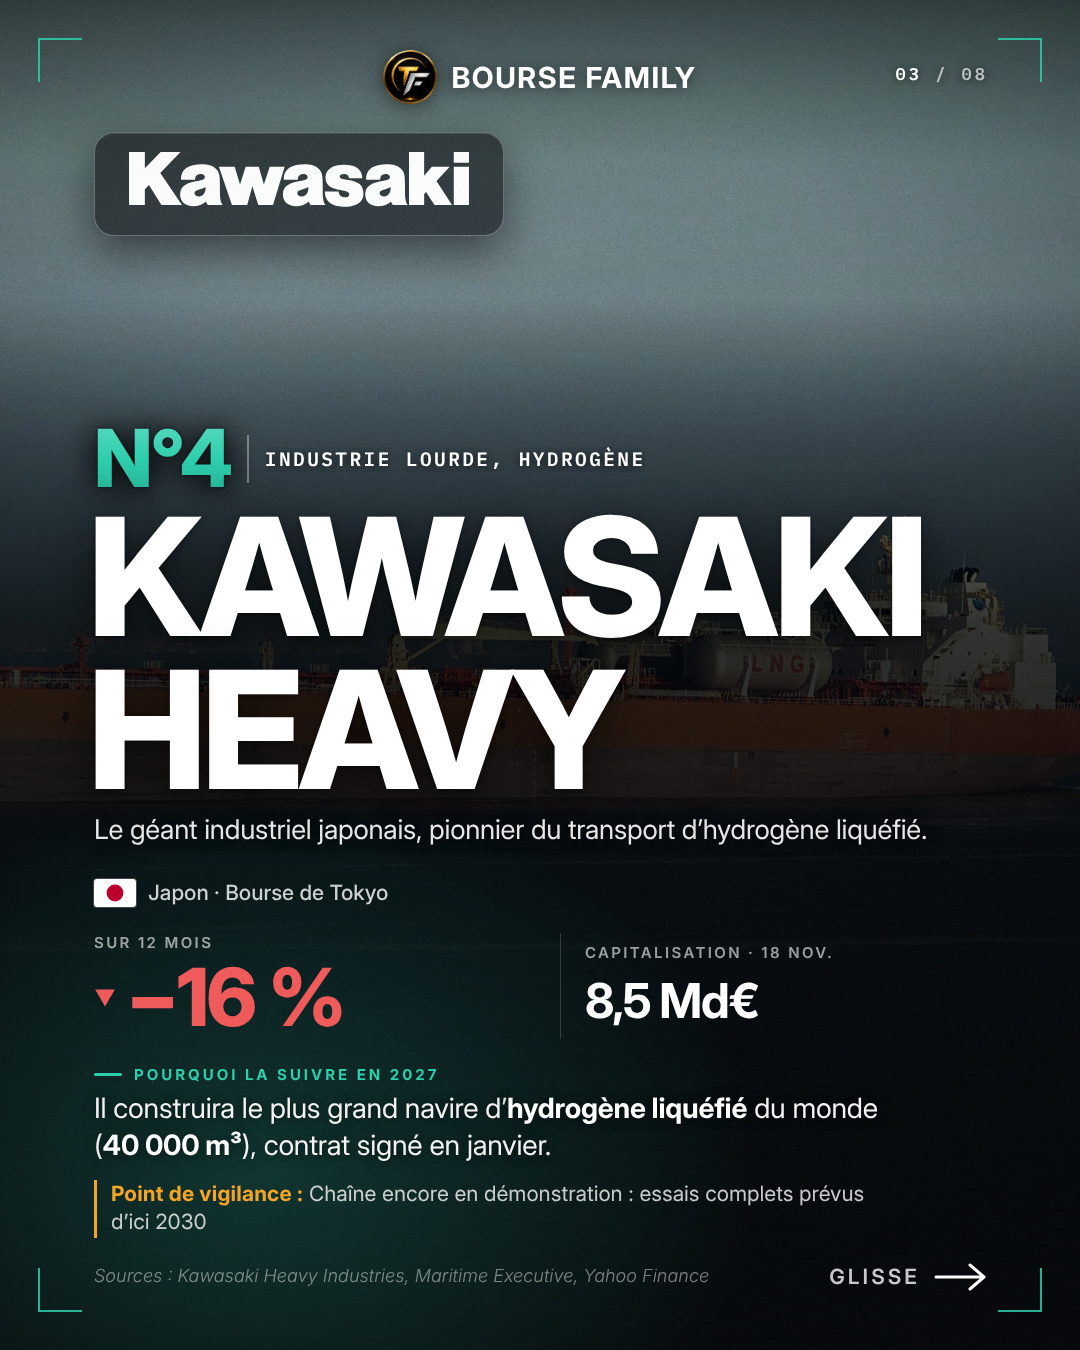 BOURSE FAMILY
03 / 08
Kawasaki
N°4
INDUSTRIE LOURDE, HYDROGÈNE
KAWASAKI
HEAVY
LNG
Le géant industriel japonais, pionnier du transport d’hydrogène liquéfié.
Japon · Bourse de Tokyo
SUR 12 MOIS
▼ –16 %
CAPITALISATION · 18 NOV.
8,5 Md€
POURQUOI LA SUIVRE EN 2027
Il construira le plus grand navire d’hydrogène liquéfié du monde
(40 000 m³), contrat signé en janvier.
Point de vigilance : Chaîne encore en démonstration : essais complets prévus
d’ici 2030
Sources : Kawasaki Heavy Industries, Maritime Executive, Yahoo Finance
GLISSE →